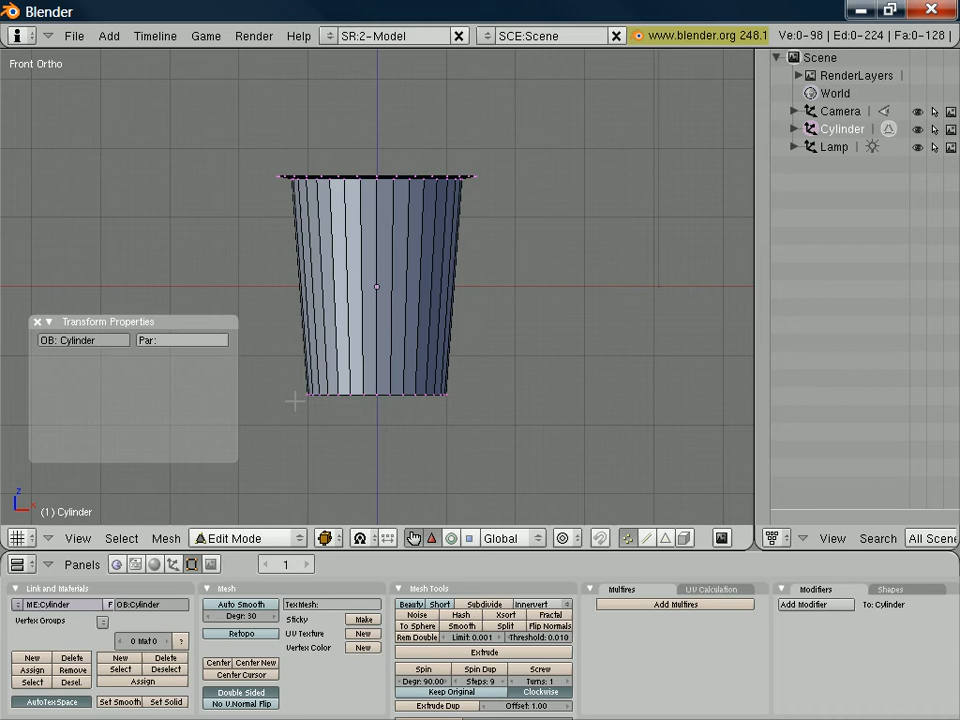 Blender
File Add Timeline Game Render Help SR:2-Model SCE:Scene www.blender.org 248.1 Ve:0-98 | Ed:0-224 | Fa:0-128 |
Front Ortho
Scene
RenderLayers
World
Camera
Cylinder
Lamp
Transform Properties
OB: Cylinder Par:
z
x
(1) Cylinder
View Select Mesh Edit Mode Global
View Search All Scene
Panels 1
Link and Materials
ME:Cylinder F OB:Cylinder
Vertex Groups
0 Mat 0 ?
New Delete New Delete
Assign Remove Select Deselect
Select Desel. Assign
AutoTexSpace Set Smooth Set Solid
Mesh
Auto Smooth
Degr: 30
Retopo
Center Center New
Center Cursor
Double Sided
No V.Normal Flip
TexMesh:
Sticky Make
UV Texture New
Vertex Color New
Mesh Tools
Beauty Short Subdivide Innervert
Noise Hash Xsort Fractal
To Sphere Smooth Split Flip Normals
Rem Double Limit: 0.001 Threshold: 0.010
Extrude
Spin Spin Dup Screw
Degr: 90.00 Steps: 9 Turns: 1
Keep Original Clockwise
Extrude Dup Offset: 1.00
Multires UV Calculation
Add Multires
Modifiers Shapes
Add Modifier To: Cylinder